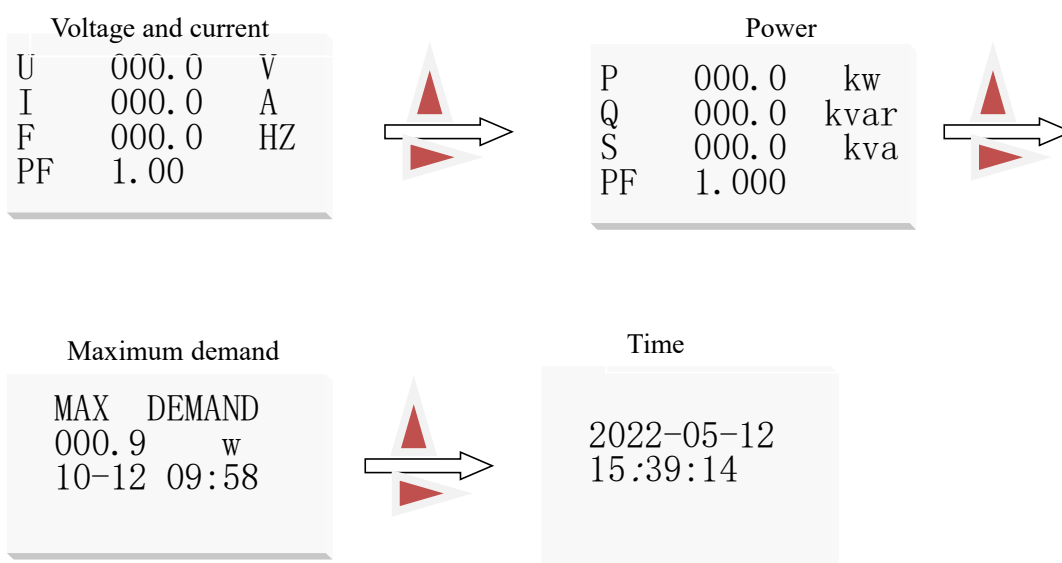 Voltage and current
U 000.0 V
I 000.0 A
F 000.0 HZ
PF 1.00
Power
P 000.0 kw
Q 000.0 kvar
S 000.0 kva
PF 1.000
Maximum demand
MAX DEMAND
000.9 w
10-12 09:58
Time
2022-05-12
15:39:14